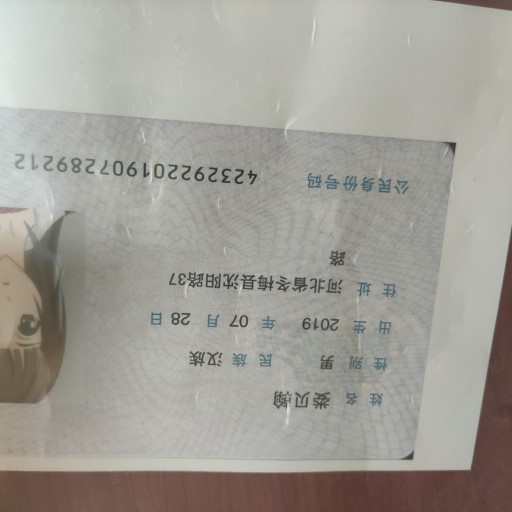 姓名 娄贝翰
性别 男 民族 汉族
出生 2019 年 07 月 28 日
住址 河北省冬梅县沈阳路37
路
公民身份号码 423292201907289212